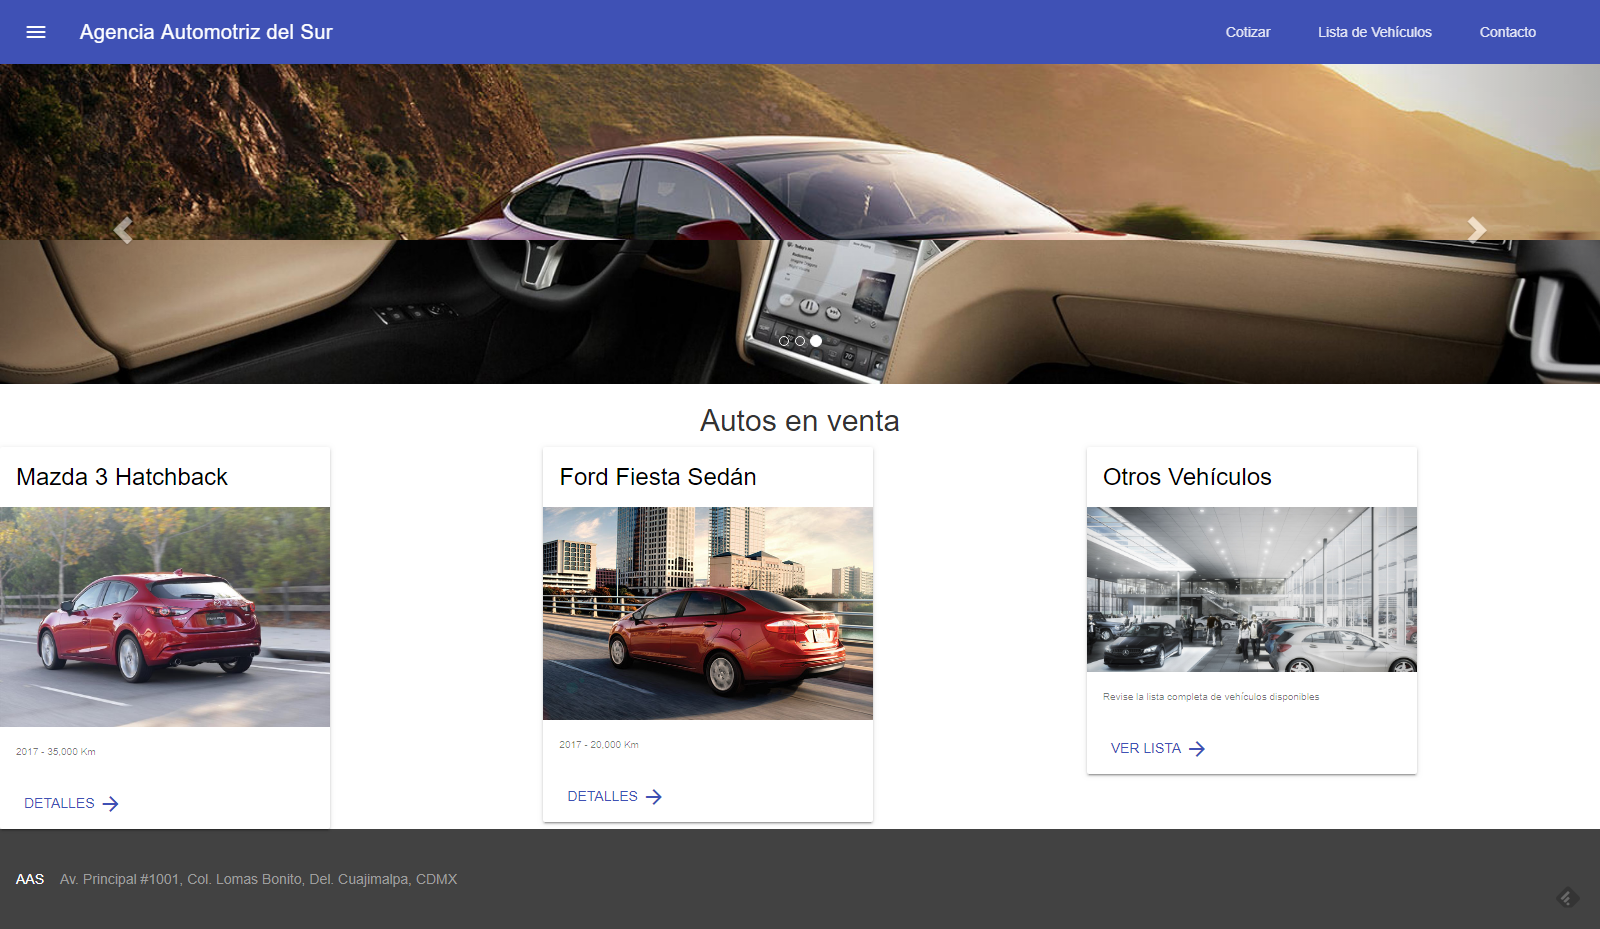 Agencia Automotriz del Sur
Cotizar
Lista de Vehículos
Contacto
Autos en venta
Mazda 3 Hatchback
2017 - 35,000 Km
DETALLES
Ford Fiesta Sedán
2017 - 20,000 Km
DETALLES
Otros Vehículos
Revise la lista completa de vehículos disponibles
VER LISTA
AAS Av. Principal #1001, Col. Lomas Bonito, Del. Cuajimalpa, CDMX